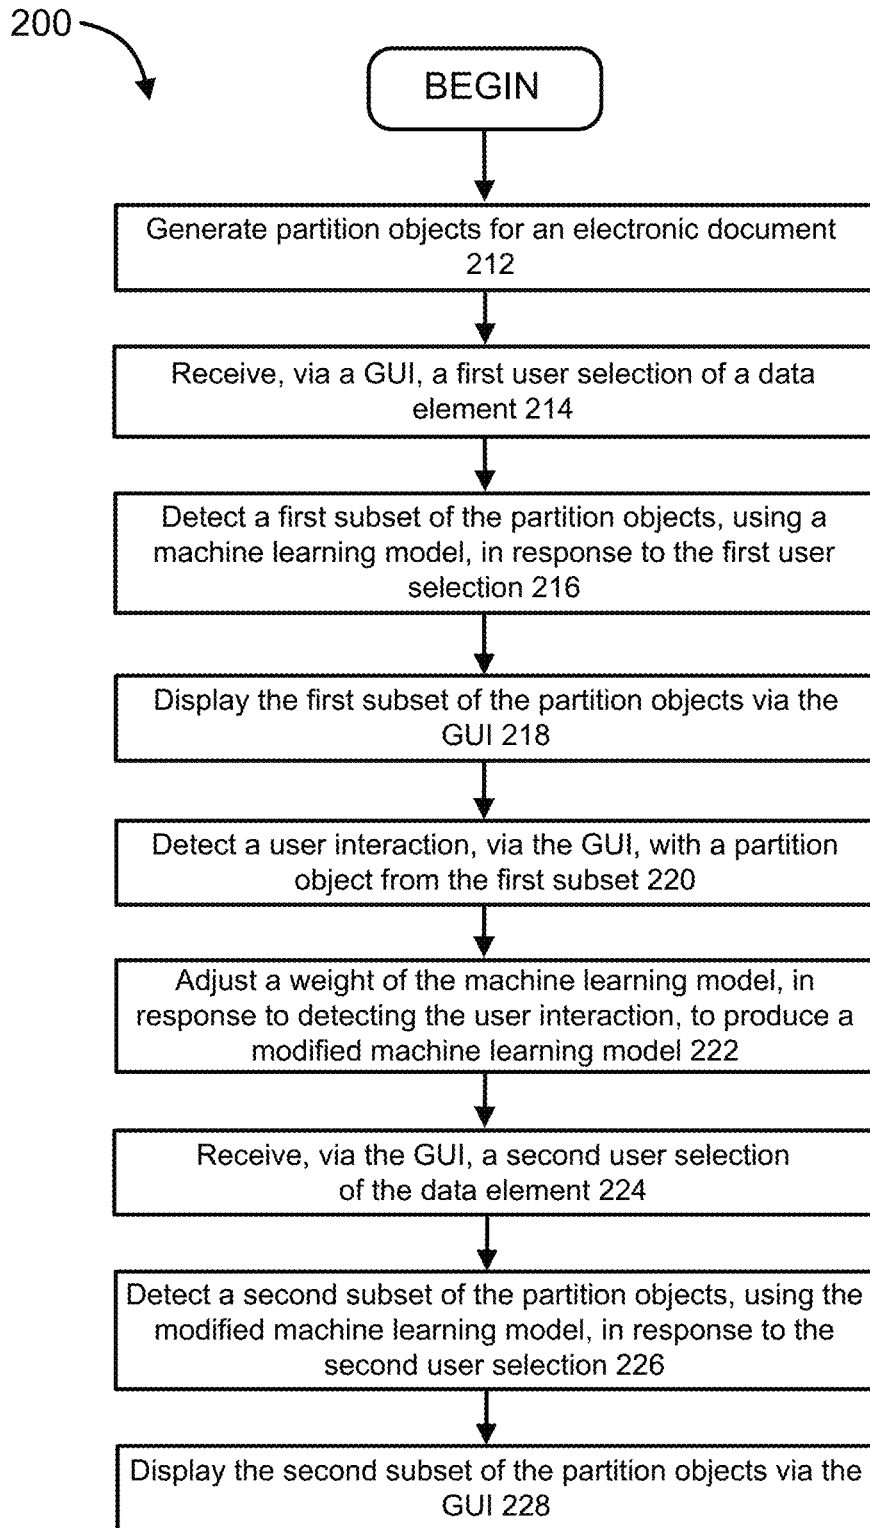 200
BEGIN
Generate partition objects for an electronic document
212
Receive, via a GUI, a first user selection of a data
element 214
Detect a first subset of the partition objects, using a
machine learning model, in response to the first user
selection 216
Display the first subset of the partition objects via the
GUI 218
Detect a user interaction, via the GUI, with a partition
object from the first subset 220
Adjust a weight of the machine learning model, in
response to detecting the user interaction, to produce a
modified machine learning model 222
Receive, via the GUI, a second user selection
of the data element 224
Detect a second subset of the partition objects, using the
modified machine learning model, in response to the
second user selection 226
Display the second subset of the partition objects via the
GUI 228